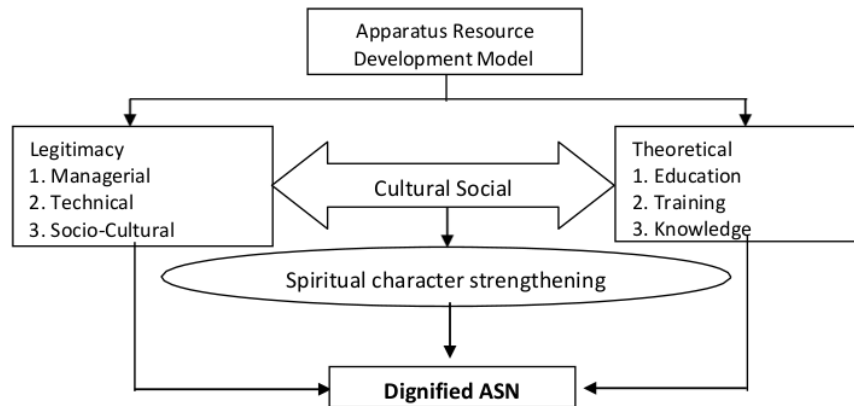 Apparatus Resource
Development Model
Legitimacy
1. Managerial
2. Technical
3. Socio-Cultural
Cultural Social
Theoretical
1. Education
2. Training
3. Knowledge
Spiritual character strengthening
Dignified ASN